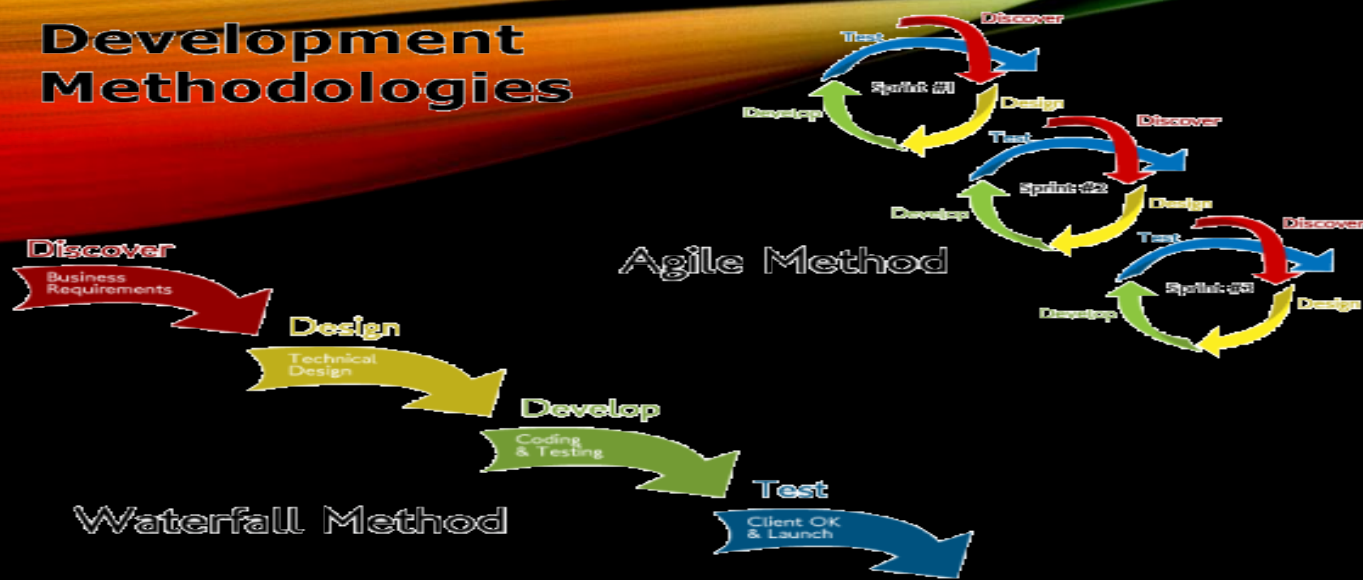 Development
Methodologies
Discover
Test
Sprint #1
Design
Develop
Discover
Test
Sprint #2
Design
Develop
Discover
Test
Sprint #3
Design
Develop
Agile Method
Discover
Business
Requirements
Design
Technical
Design
Develop
Coding
& Testing
Test
Client OK
& Launch
Waterfall Method